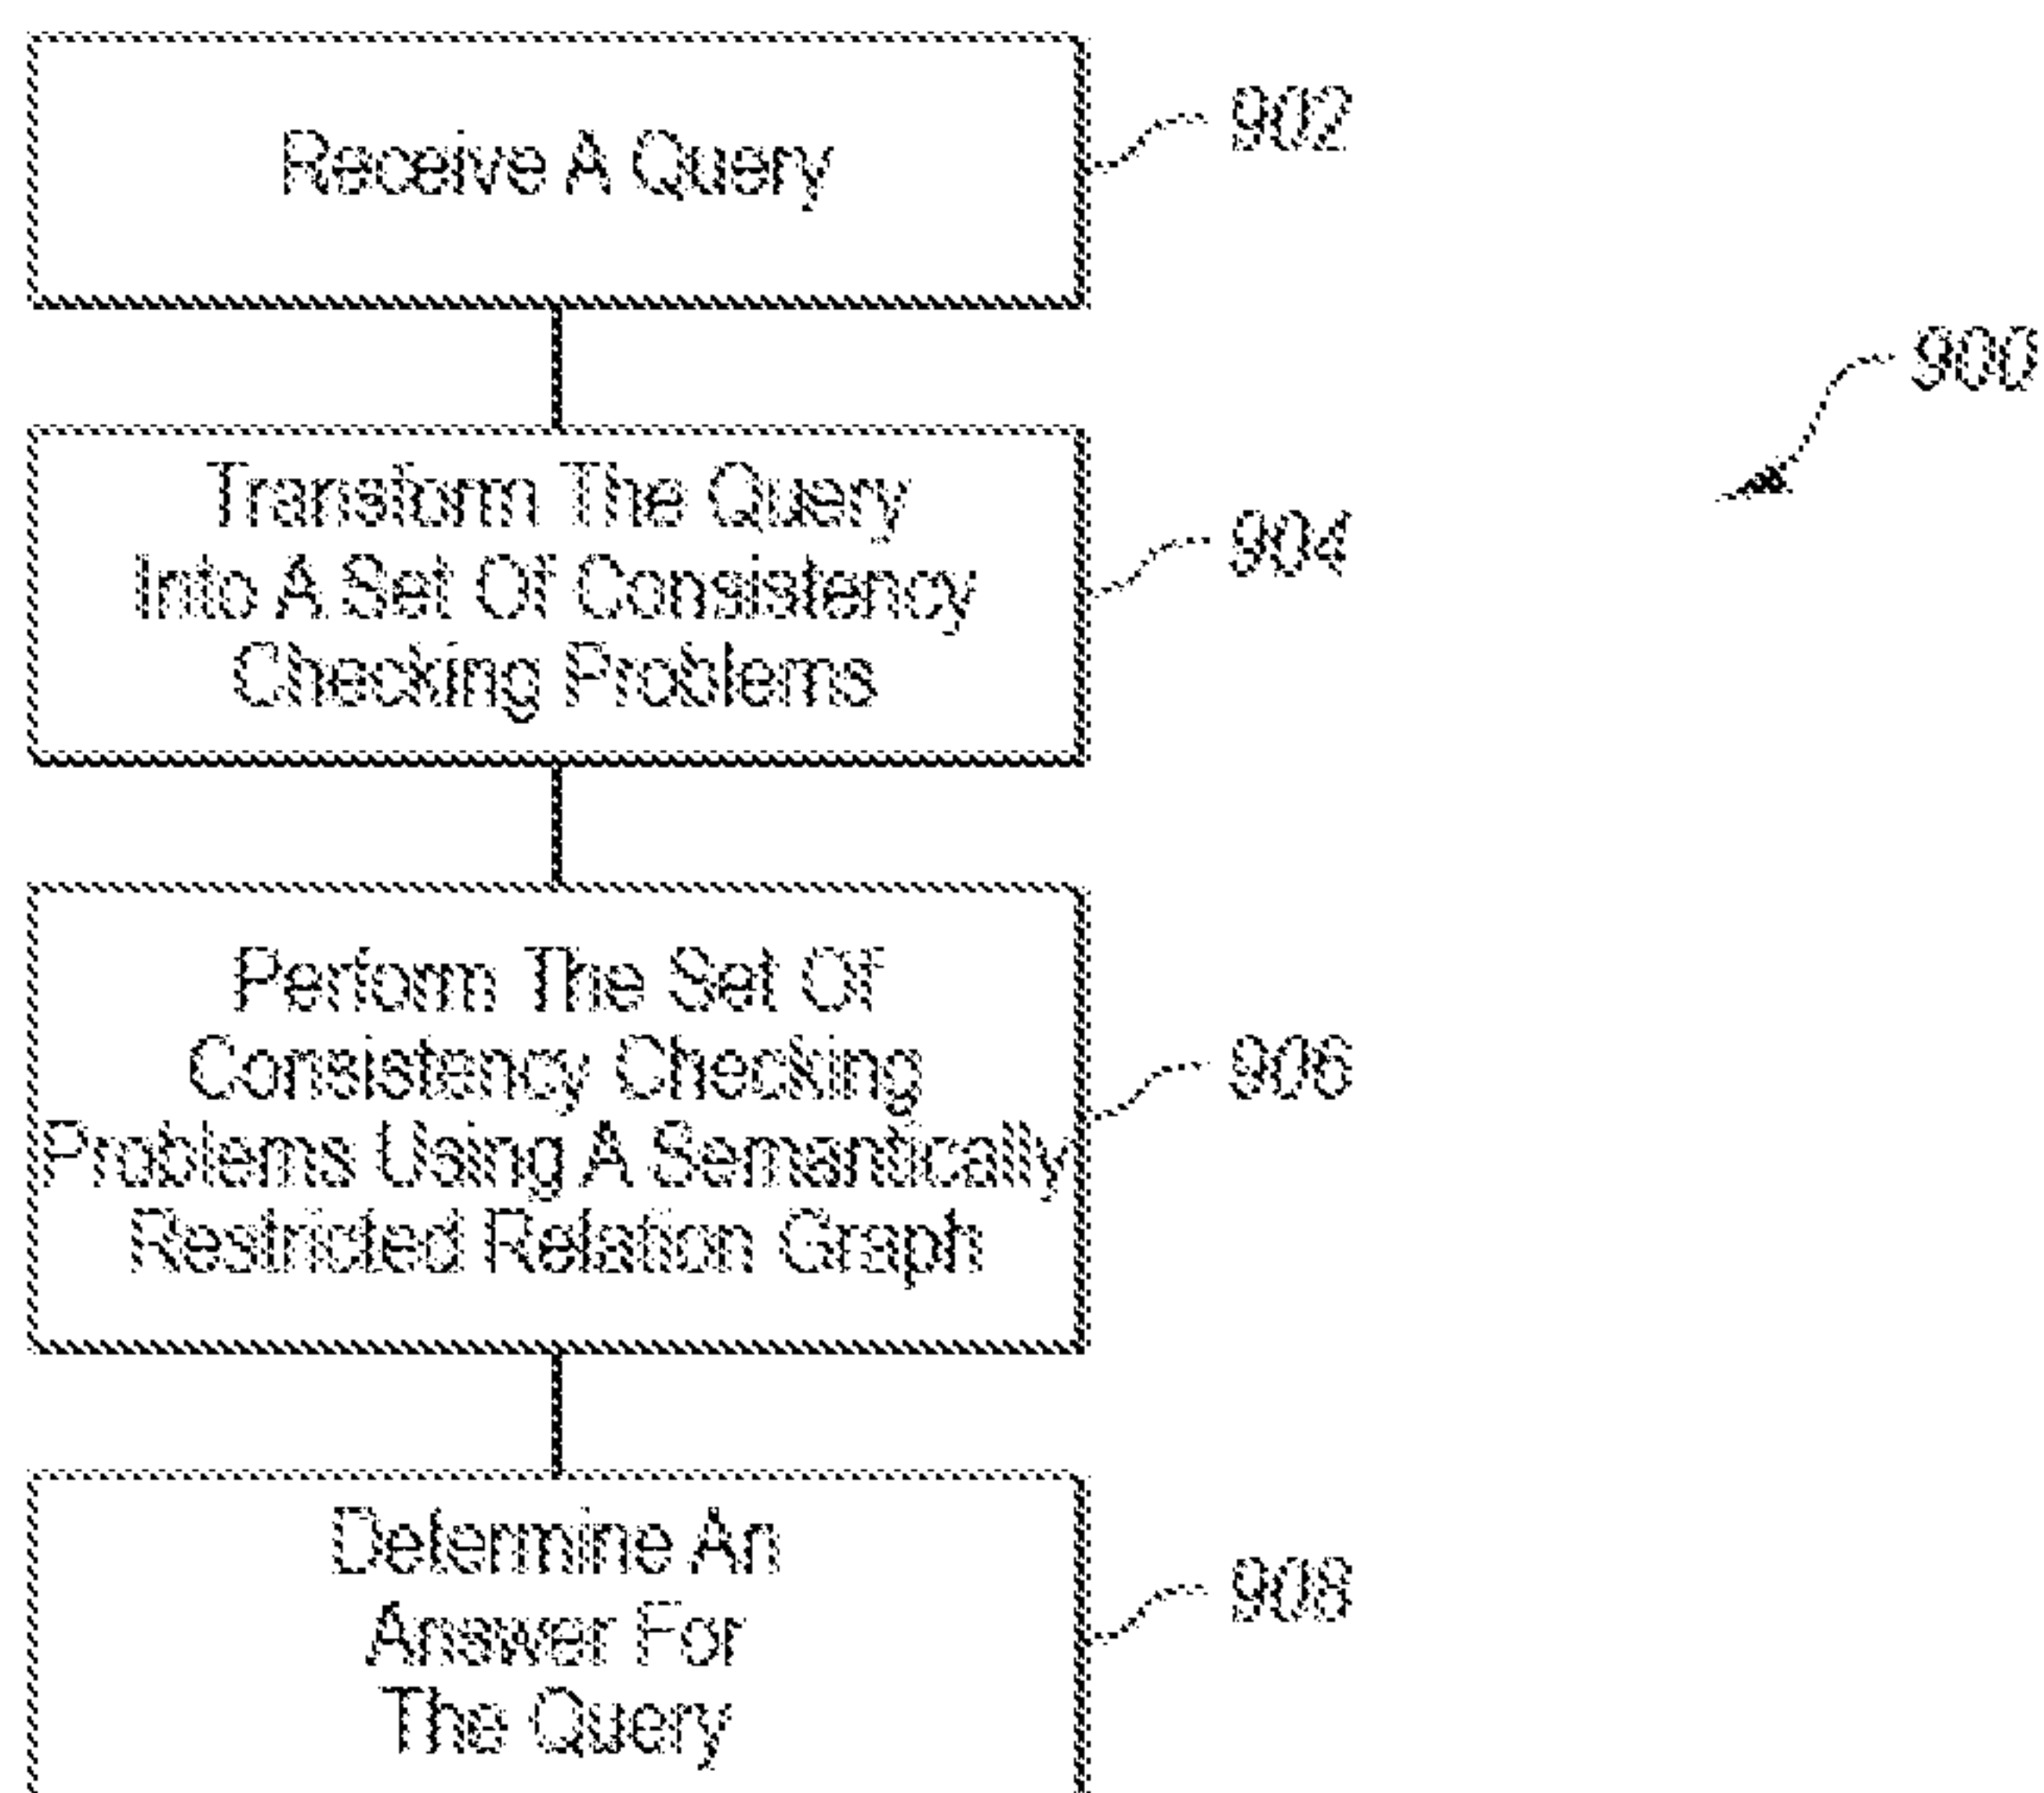 Receive A Query
902
900
Transform The Query
Into A Set Of Consistency
Checking Problems
904
Perform The Set Of
Consistency Checking
Problems Using A Semantically
Restricted Relation Graph
906
Determine An
Answer For
The Query
908